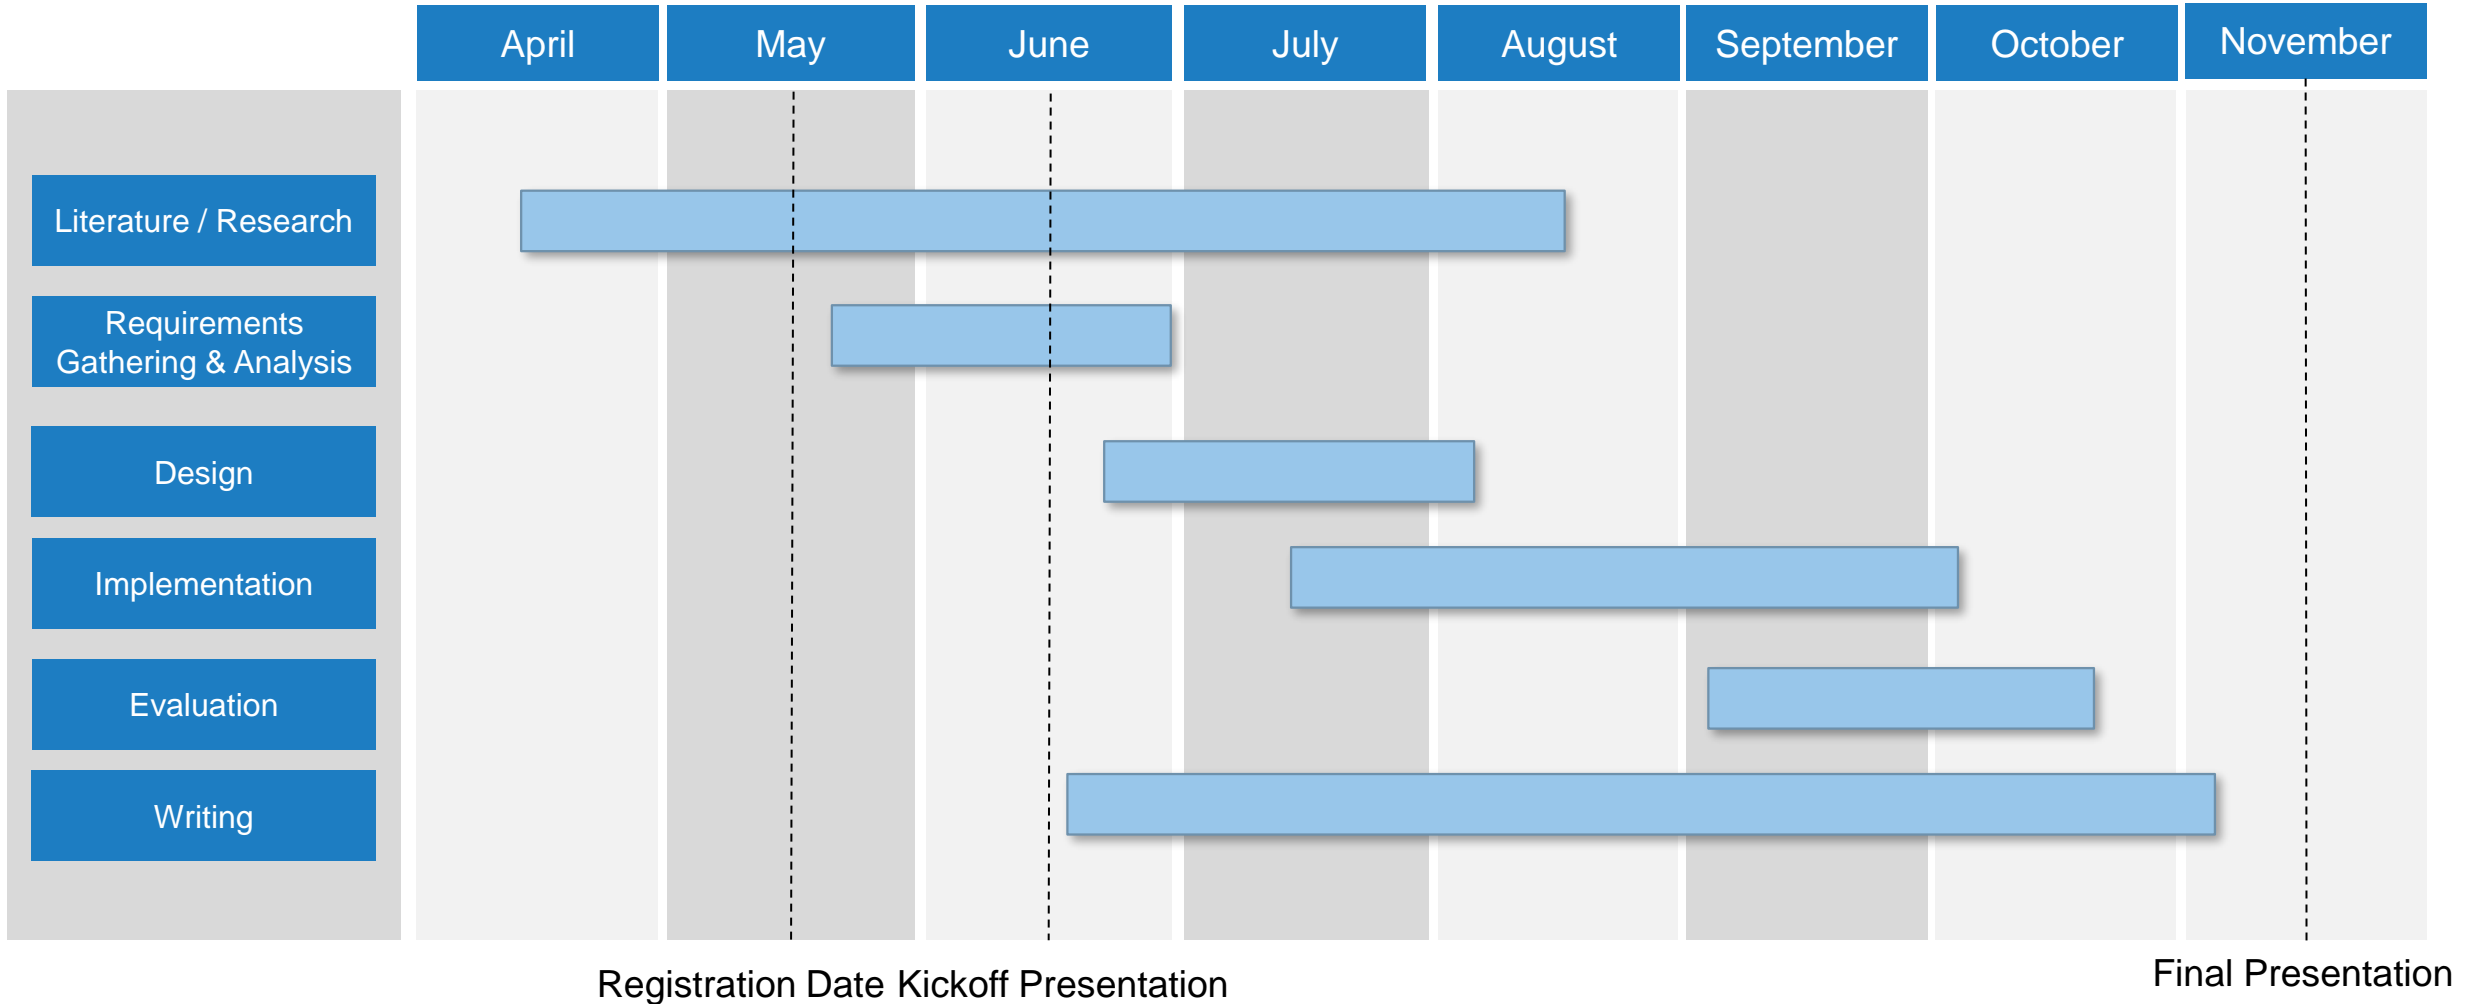 April
May
June
July
August
September
October
November
Literature / Research
Requirements
Gathering & Analysis
Design
Implementation
Evaluation
Writing
Registration Date
Kickoff Presentation
Final Presentation